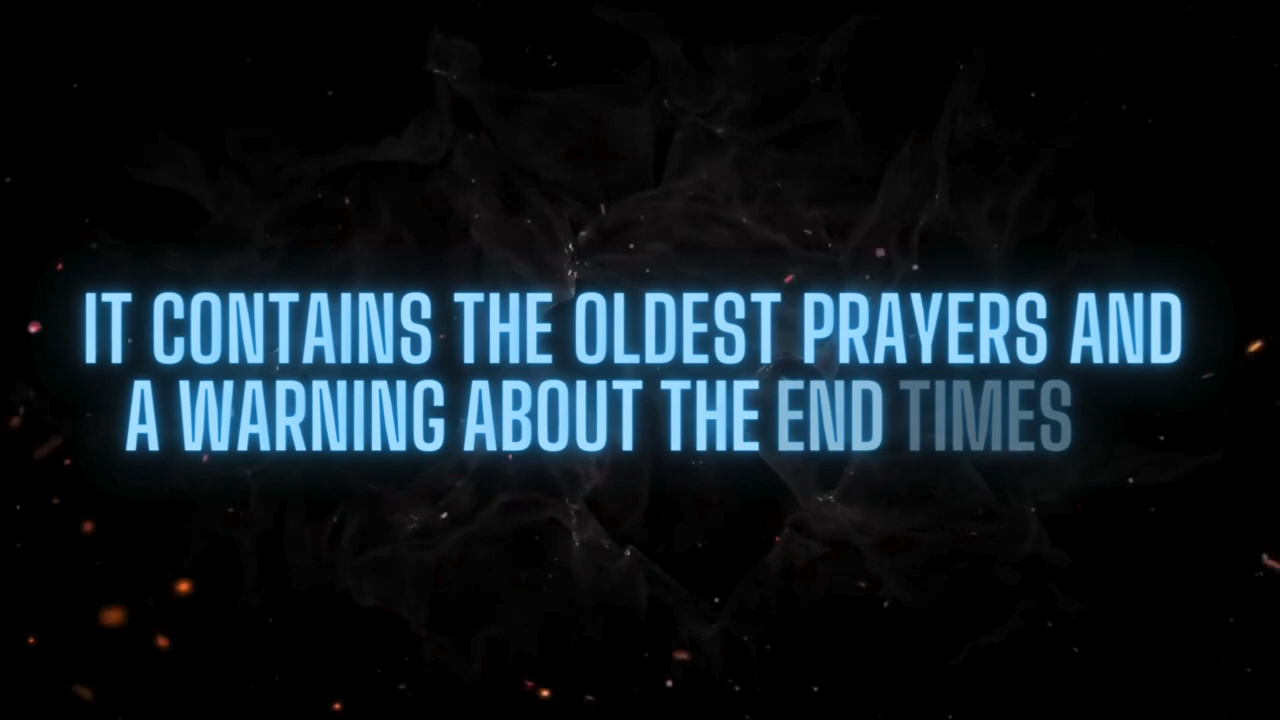 IT CONTAINS THE OLDEST PRAYERS AND
A WARNING ABOUT THE END TIMES